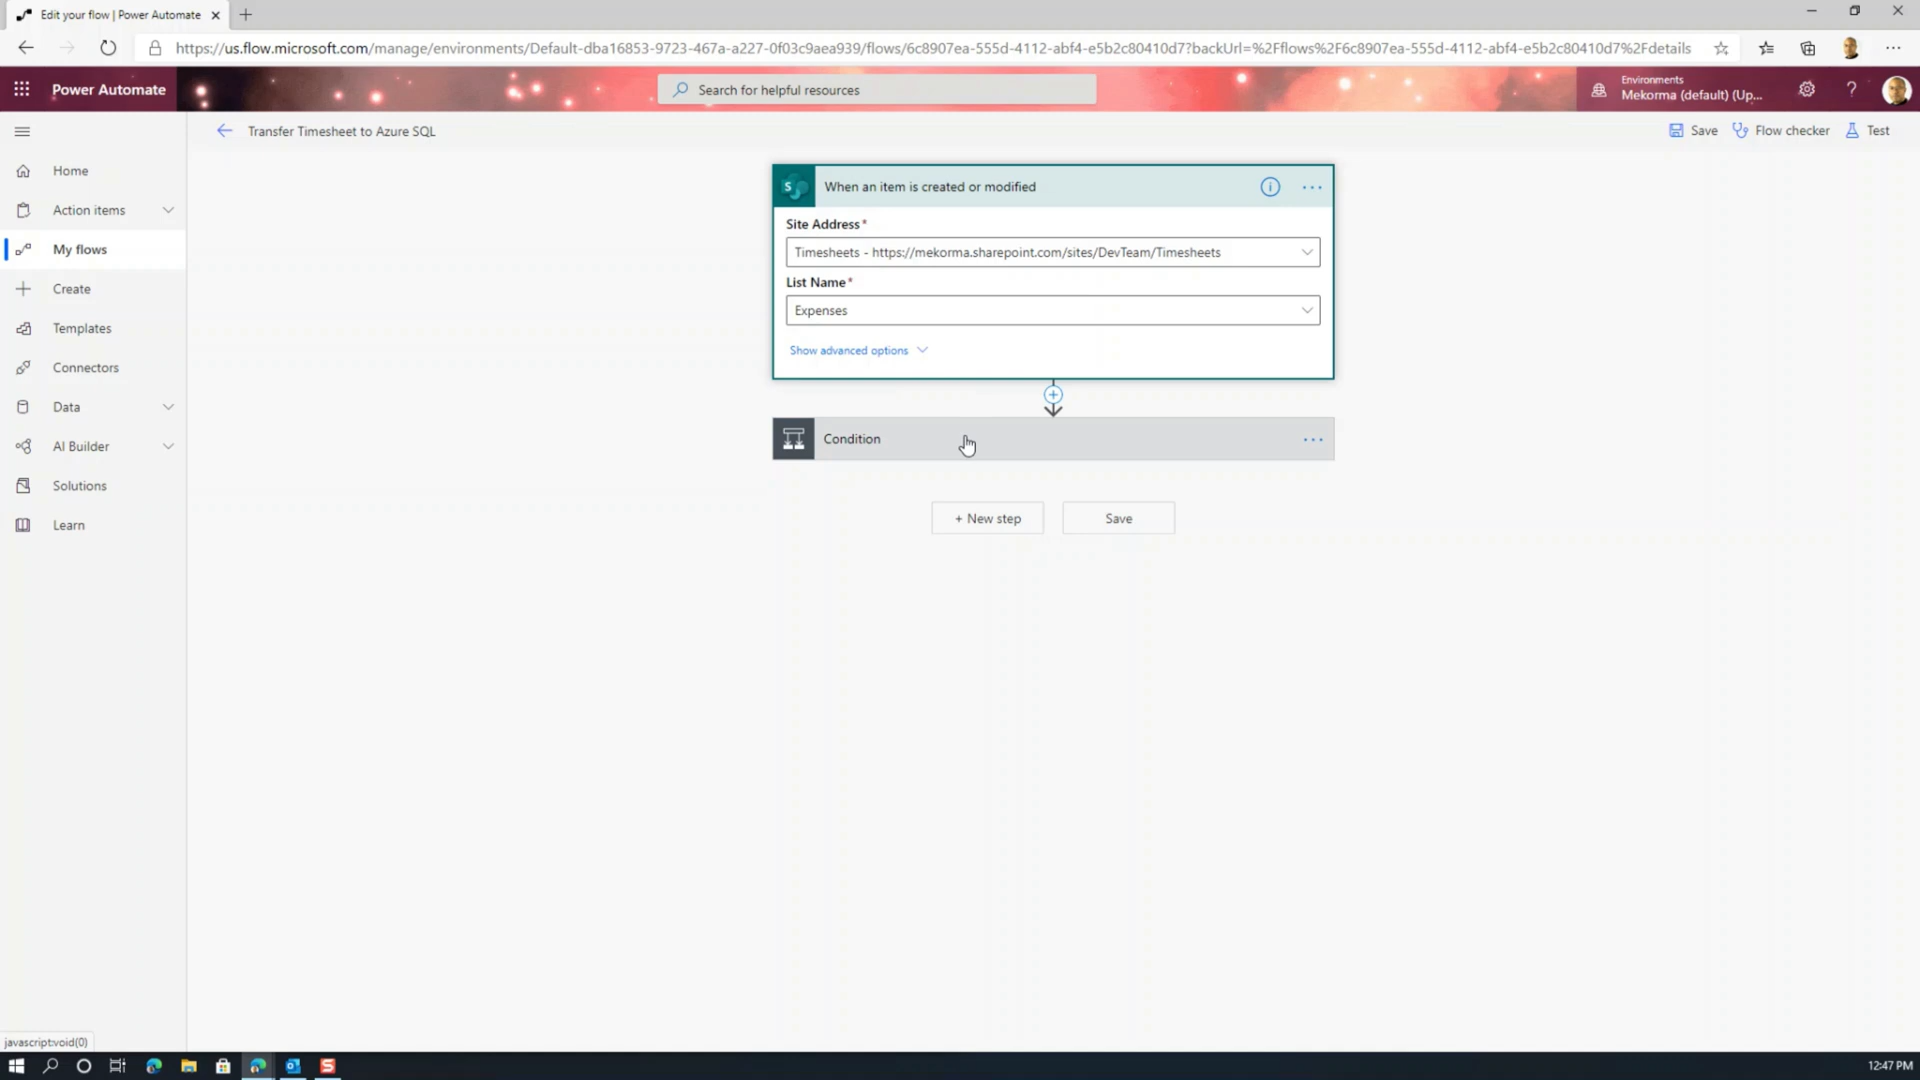 Edit your flow | Power Automate
https://us.flow.microsoft.com/manage/environments/Default-dba16853-9723-467a-a227-0f03c9aea939/flows/6c8907ea-555d-4112-abf4-e5b2c80410d7?backUrl=%2Fflows%2F6c8907ea-555d-4112-abf4-e5b2c80410d7%2Fdetails
Power Automate
Search for helpful resources
Environments
Mekorma (default) (Up...
?
Transfer Timesheet to Azure SQL
Save
Flow checker
Test
Home
Action items
My flows
Create
Templates
Connectors
Data
AI Builder
Solutions
Learn
When an item is created or modified
Site Address*
Timesheets - https://mekorma.sharepoint.com/sites/DevTeam/Timesheets
List Name*
Expenses
Show advanced options
Condition
+ New step
Save
javascript:void(0)
12:47 PM